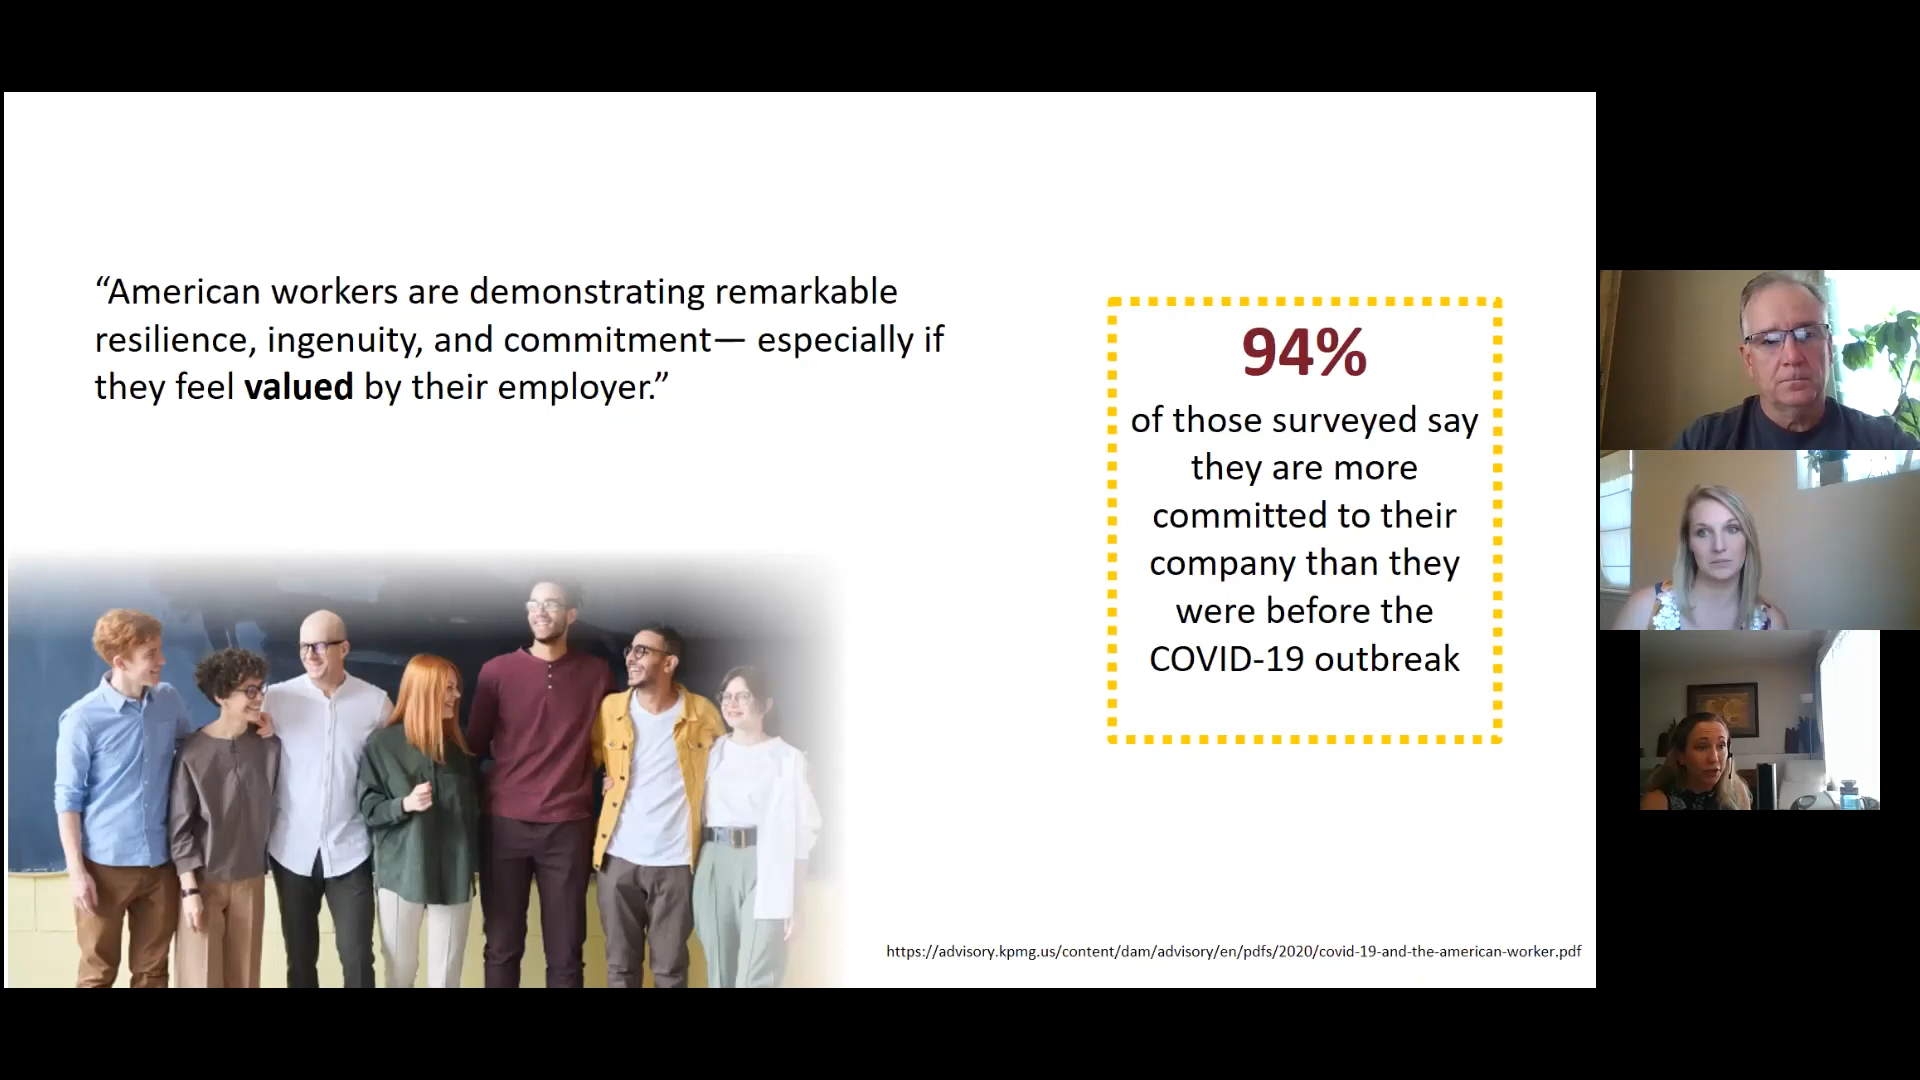 “American workers are demonstrating remarkable
resilience, ingenuity, and commitment— especially if
they feel valued by their employer.”
94%
of those surveyed say
they are more
committed to their
company than they
were before the
COVID-19 outbreak
https://advisory.kpmg.us/content/dam/advisory/en/pdfs/2020/covid-19-and-the-american-worker.pdf